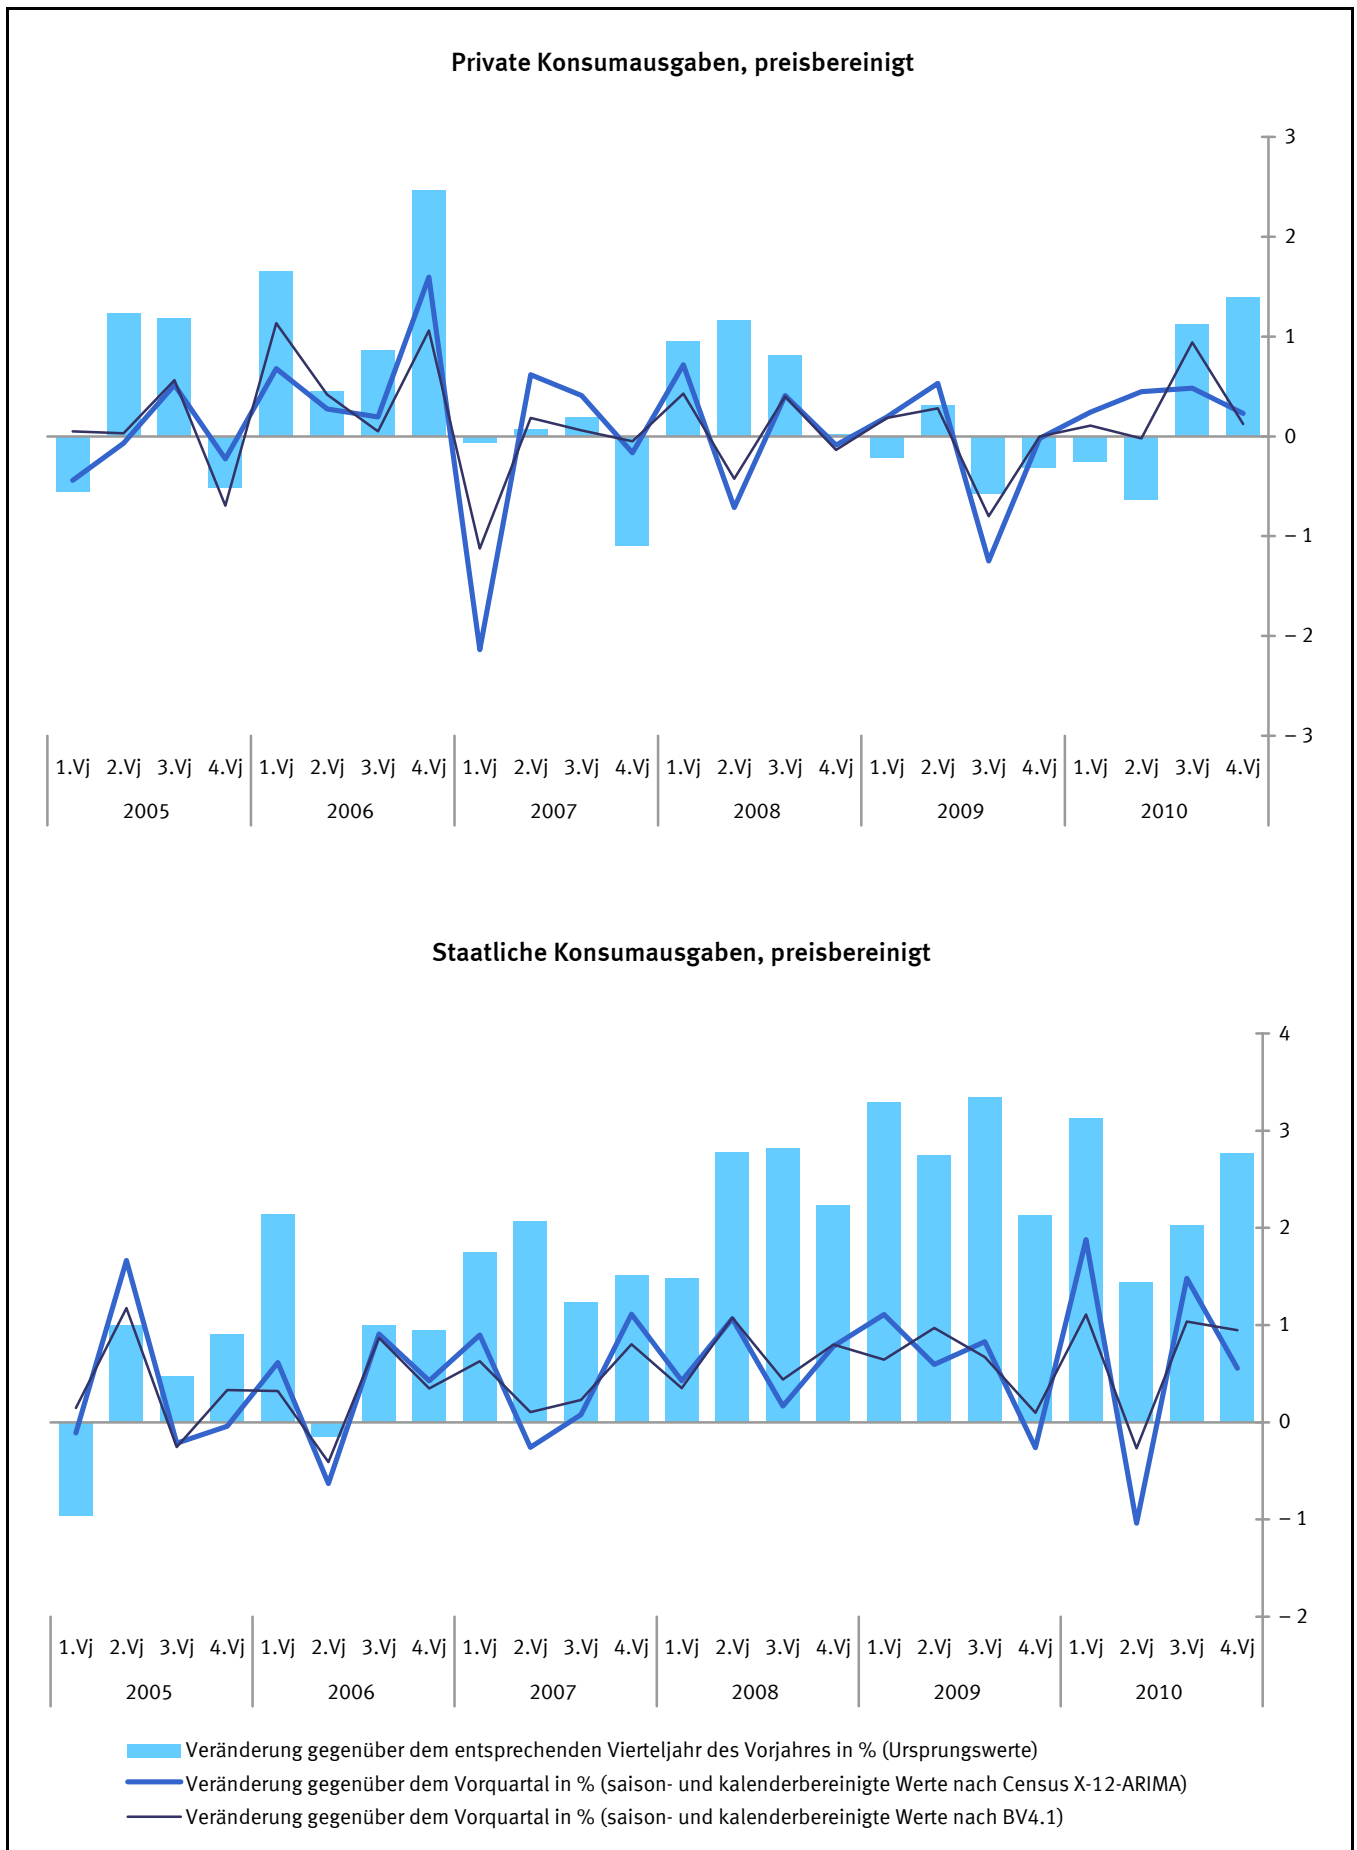 Private Konsumausgaben, preisbereinigt
3
2
1
0
– 1
– 2
– 3
1.Vj 2.Vj 3.Vj 4.Vj 1.Vj 2.Vj 3.Vj 4.Vj 1.Vj 2.Vj 3.Vj 4.Vj 1.Vj 2.Vj 3.Vj 4.Vj 1.Vj 2.Vj 3.Vj 4.Vj 1.Vj 2.Vj 3.Vj 4.Vj
2005 2006 2007 2008 2009 2010
Staatliche Konsumausgaben, preisbereinigt
4
3
2
1
0
– 1
– 2
1.Vj 2.Vj 3.Vj 4.Vj 1.Vj 2.Vj 3.Vj 4.Vj 1.Vj 2.Vj 3.Vj 4.Vj 1.Vj 2.Vj 3.Vj 4.Vj 1.Vj 2.Vj 3.Vj 4.Vj 1.Vj 2.Vj 3.Vj 4.Vj
2005 2006 2007 2008 2009 2010
Veränderung gegenüber dem entsprechenden Vierteljahr des Vorjahres in % (Ursprungswerte)
Veränderung gegenüber dem Vorquartal in % (saison- und kalenderbereinigte Werte nach Census X-12-ARIMA)
Veränderung gegenüber dem Vorquartal in % (saison- und kalenderbereinigte Werte nach BV4.1)